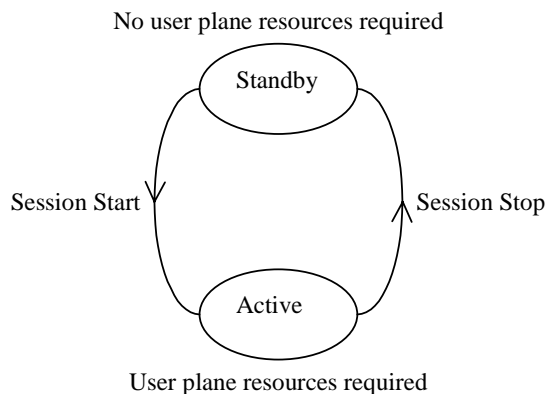 No user plane resources required
Standby
Session Start
Session Stop
Active
User plane resources required